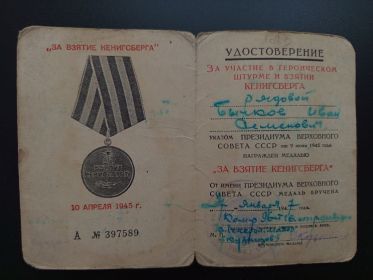 „ЗА ВЗЯТИЕ КЕНИГСБЕРГА"
10 АПРЕЛЯ 1945 г.
А № 397589
УДОСТОВЕРЕНИЕ
ЗА УЧАСТИЕ В ГЕРОИЧЕСКОМ
ШТУРМЕ И ВЗЯТИИ
КЕНИГСБЕРГА
рядовой
Бычков Иван
Семенович
УКАЗОМ ПРЕЗИДИУМА ВЕРХОВНОГО
СОВЕТА СССР от 9 июня 1945 года
НАГРАЖДЕН МЕДАЛЬЮ
„ЗА ВЗЯТИЕ КЕНИГСБЕРГА"
ОТ ИМЕНИ ПРЕЗИДИУМА ВЕРХОВНОГО
СОВЕТА СССР МЕДАЛЬ ВРУЧЕНА
января